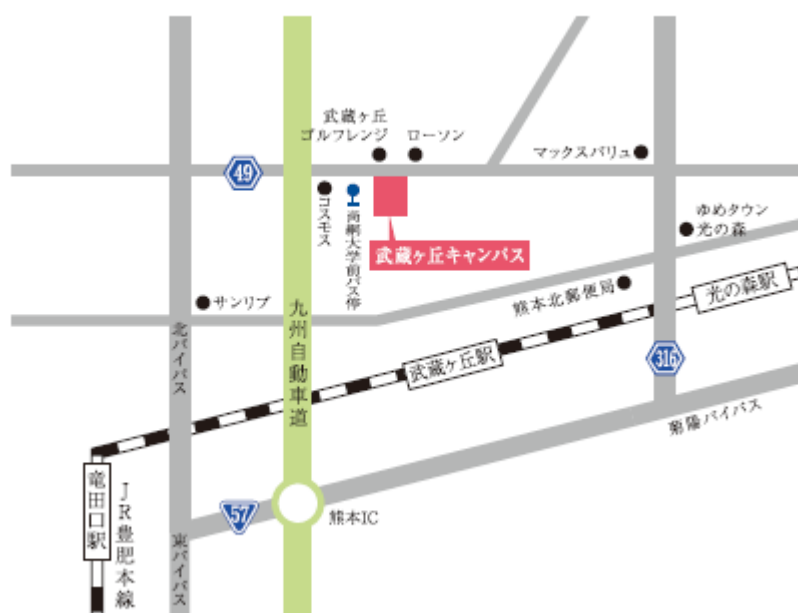 武蔵ヶ丘
ゴルフレンジ
ローソン
マックスバリュ
49
コスモス
尚絅大学前バス停
武蔵ヶ丘キャンパス
ゆめタウン
光の森
サンリブ
熊本北郵便局
光の森駅
北バイパス
九州自動車道
武蔵ヶ丘駅
316
菊陽バイパス
竜田口駅
JR豊肥本線
57
熊本IC
東バイパス